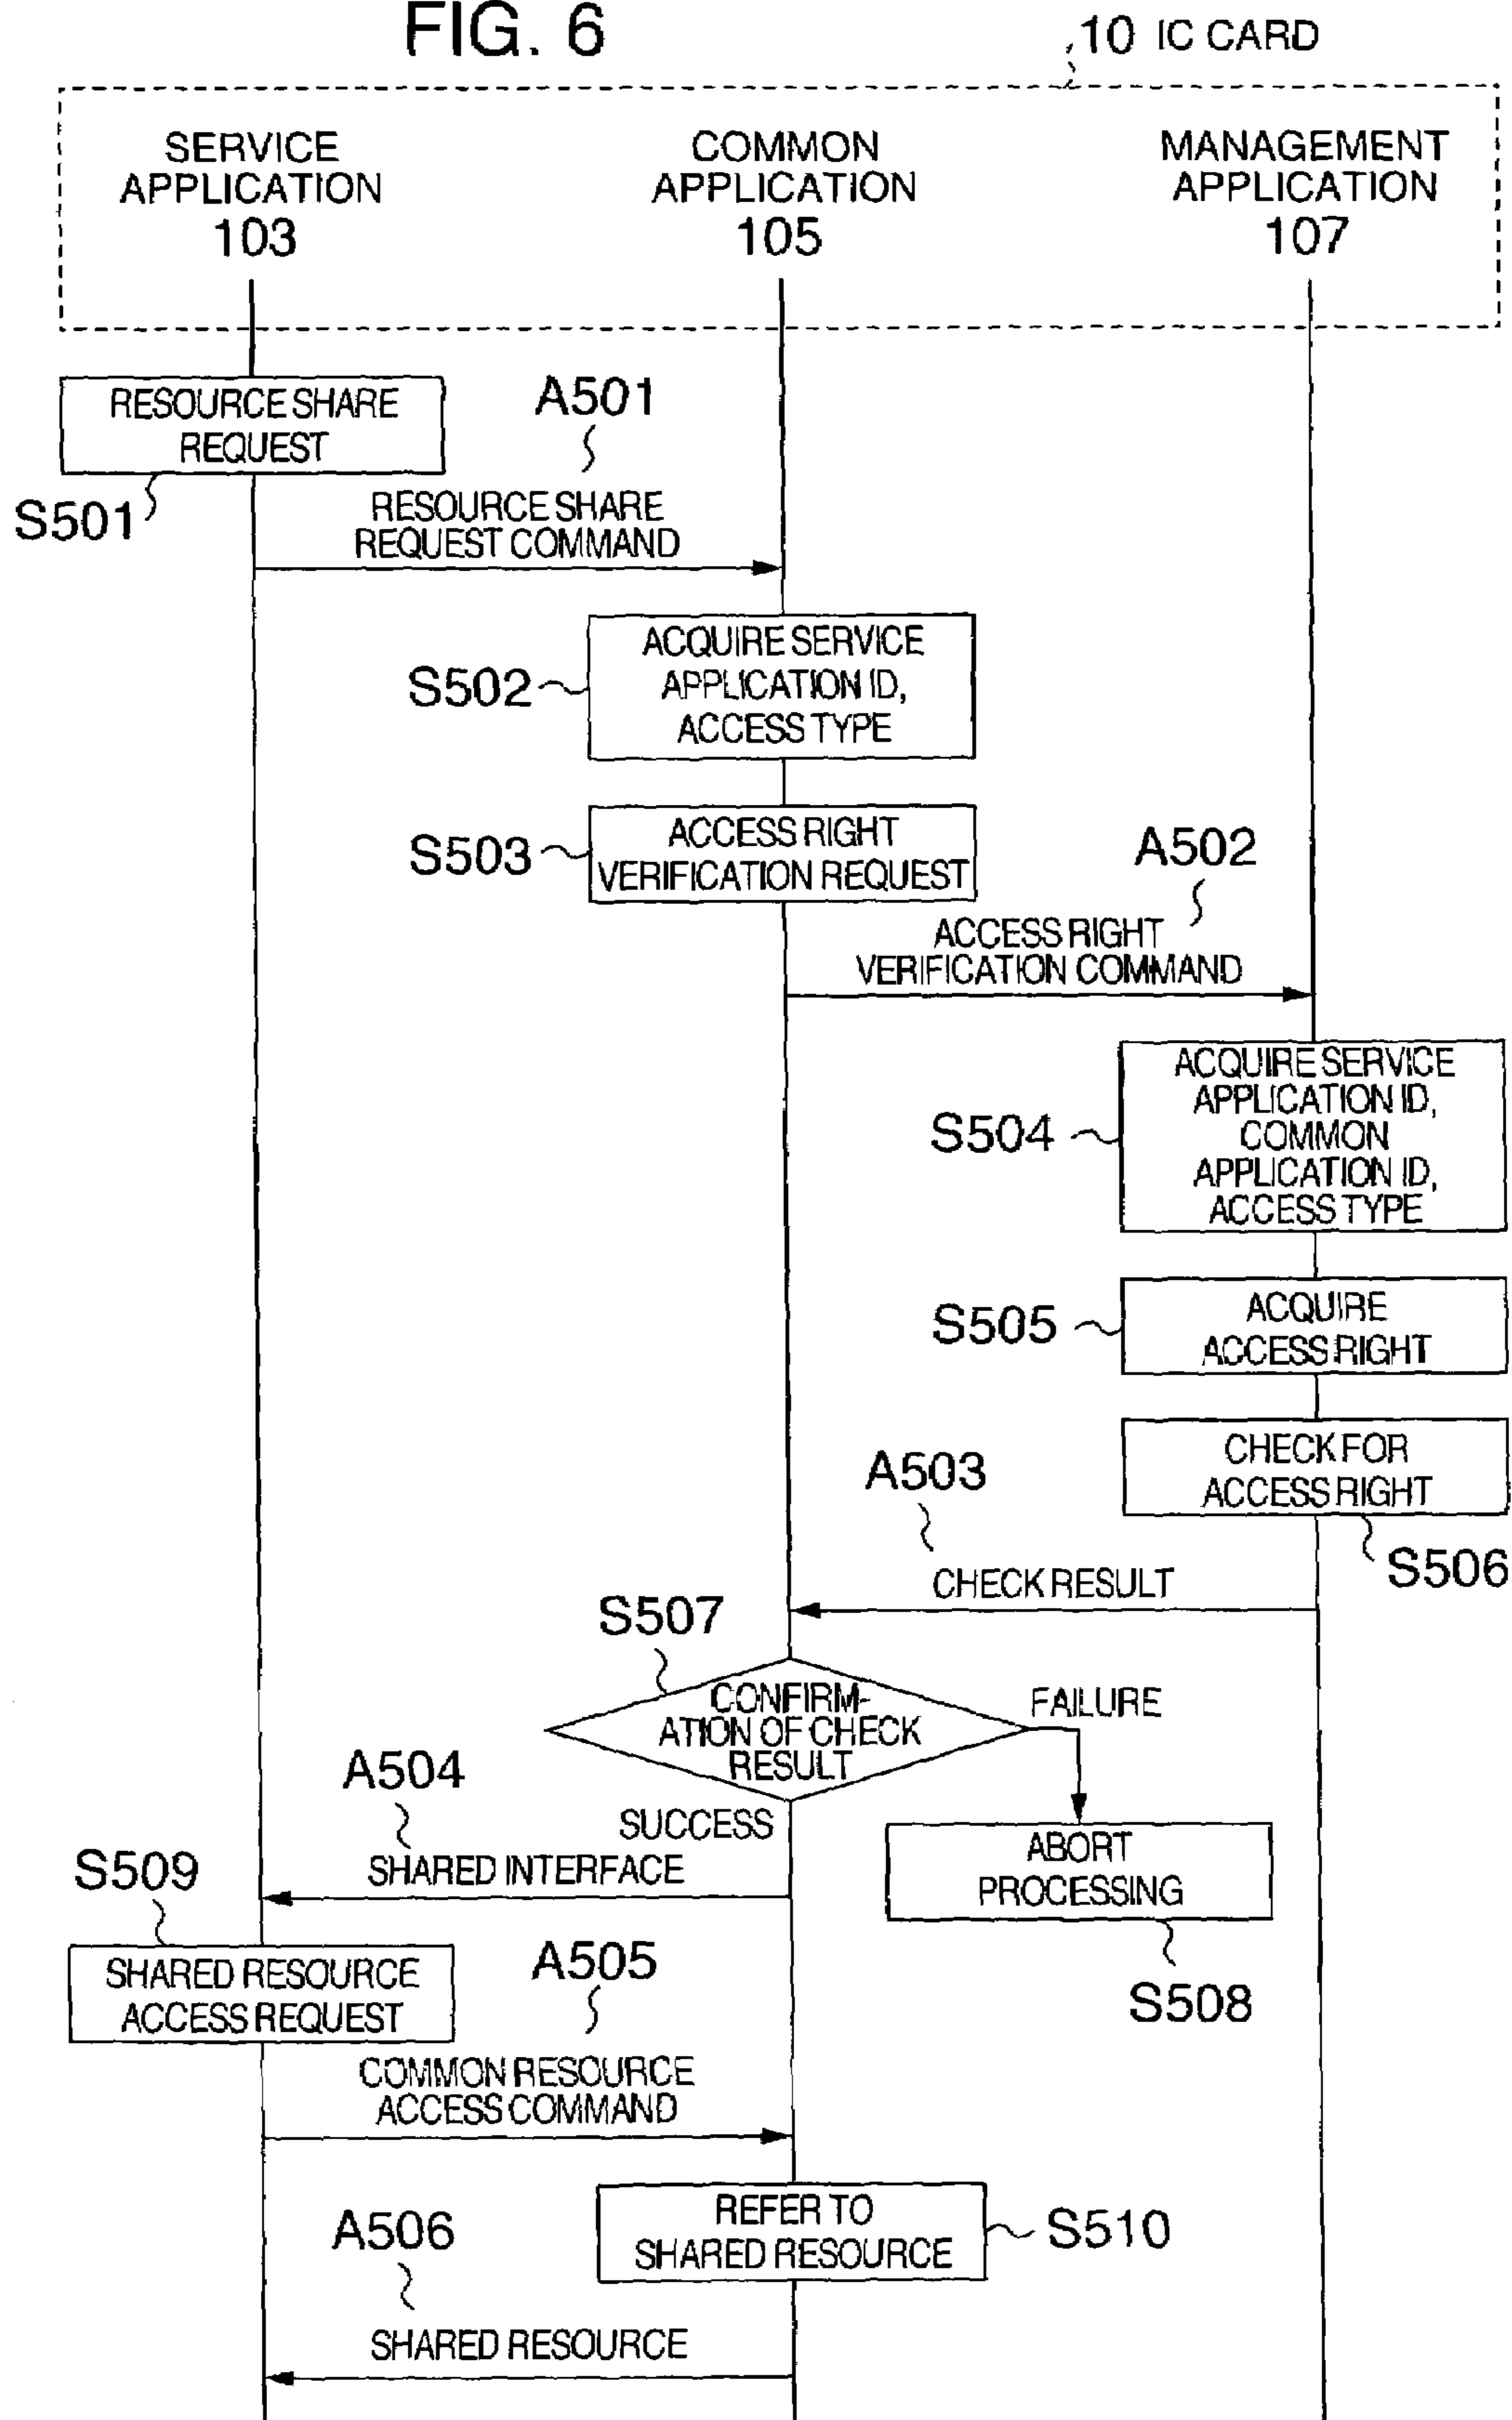 FIG. 6
10 IC CARD
SERVICE
APPLICATION
103
COMMON
APPLICATION
105
MANAGEMENT
APPLICATION
107
RESOURCE SHARE
REQUEST
S501
A501
RESOURCE SHARE
REQUEST COMMAND
S502
ACQUIRE SERVICE
APPLICATION ID,
ACCESS TYPE
S503
ACCESS RIGHT
VERIFICATION REQUEST
A502
ACCESS RIGHT
VERIFICATION COMMAND
S504
ACQUIRE SERVICE
APPLICATION ID,
COMMON
APPLICATION ID,
ACCESS TYPE
S505
ACQUIRE
ACCESS RIGHT
CHECK FOR
ACCESS RIGHT
S506
A503
CHECK RESULT
S507
CONFIRM-
ATION OF CHECK
RESULT
FAILURE
SUCCESS
ABORT
PROCESSING
S508
A504
SHARED INTERFACE
S509
SHARED RESOURCE
ACCESS REQUEST
A505
COMMON RESOURCE
ACCESS COMMAND
REFER TO
SHARED RESOURCE
S510
A506
SHARED RESOURCE